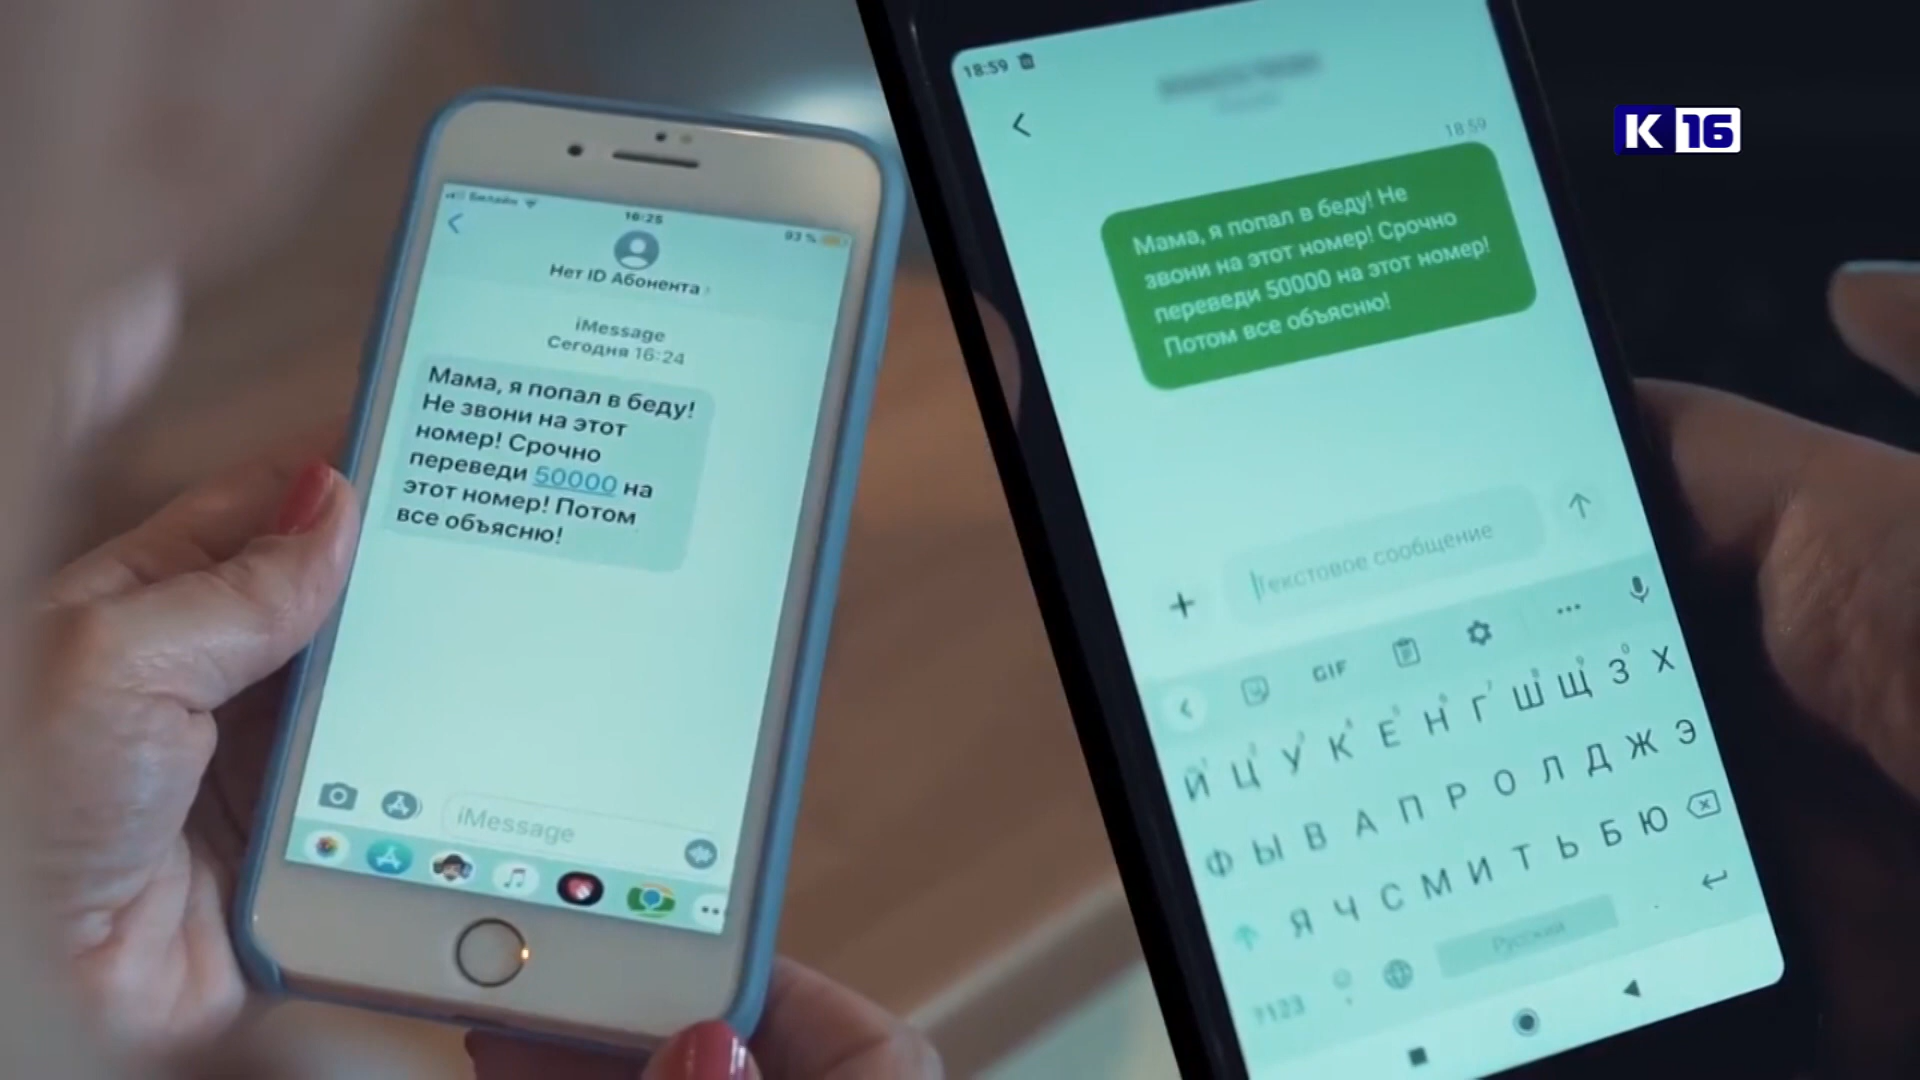 Билайн
16:25
93 %
Нет ID Абонента
iMessage
Сегодня 16:24
Мама, я попал в беду!
Не звони на этот
номер! Срочно
переведи 50000 на
этот номер! Потом
все объясню!
iMessage
18:59
18:59
Мама, я попал в беду! Не
звони на этот номер! Срочно
переведи 50000 на этот номер!
Потом все объясню!
Текстовое сообщение
GIF
Й Ц У К Е Н Г Ш Щ З Х
Ф Ы В А П Р О Л Д Ж Э
Я Ч С М И Т Ь Б Ю
?123 , Русский .
К 16